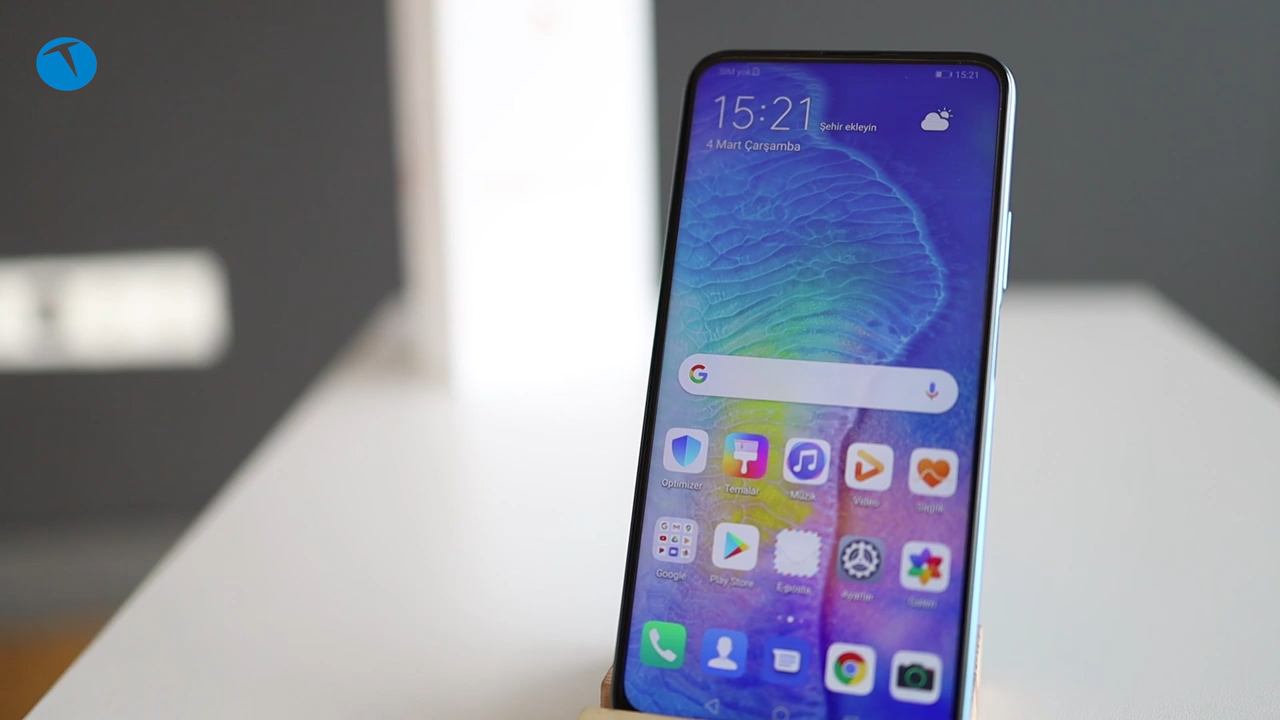 SIM yok
15:21
15:21 Şehir ekleyin
4 Mart Çarşamba
Optimizer Temalar Müzik Video Sağlık
Google Play Store E-posta Ayarlar Galeri